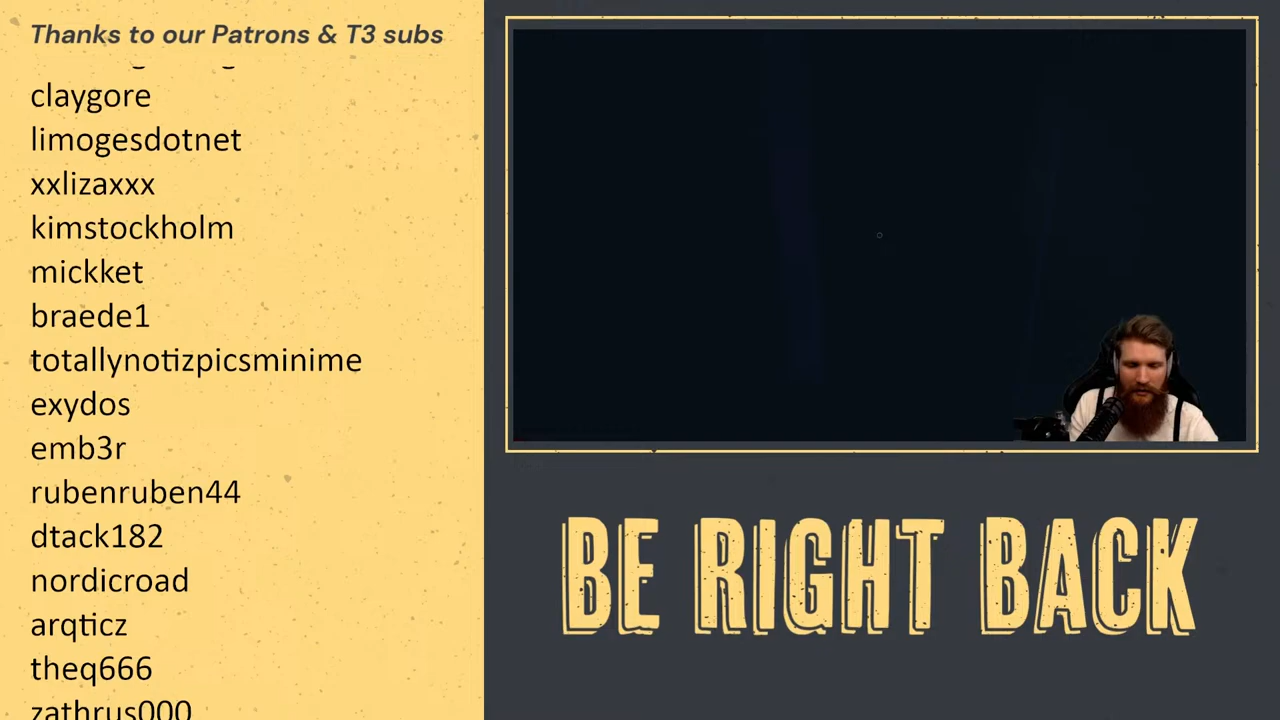 Thanks to our Patrons & T3 subs
claygore
limogesdotnet
xxlizaxxx
kimstockholm
mickket
braede1
totallynotizpicsminime
exydos
emb3r
rubenruben44
dtack182
nordicroad
arqticz
theq666
zathrus000
BE RIGHT BACK